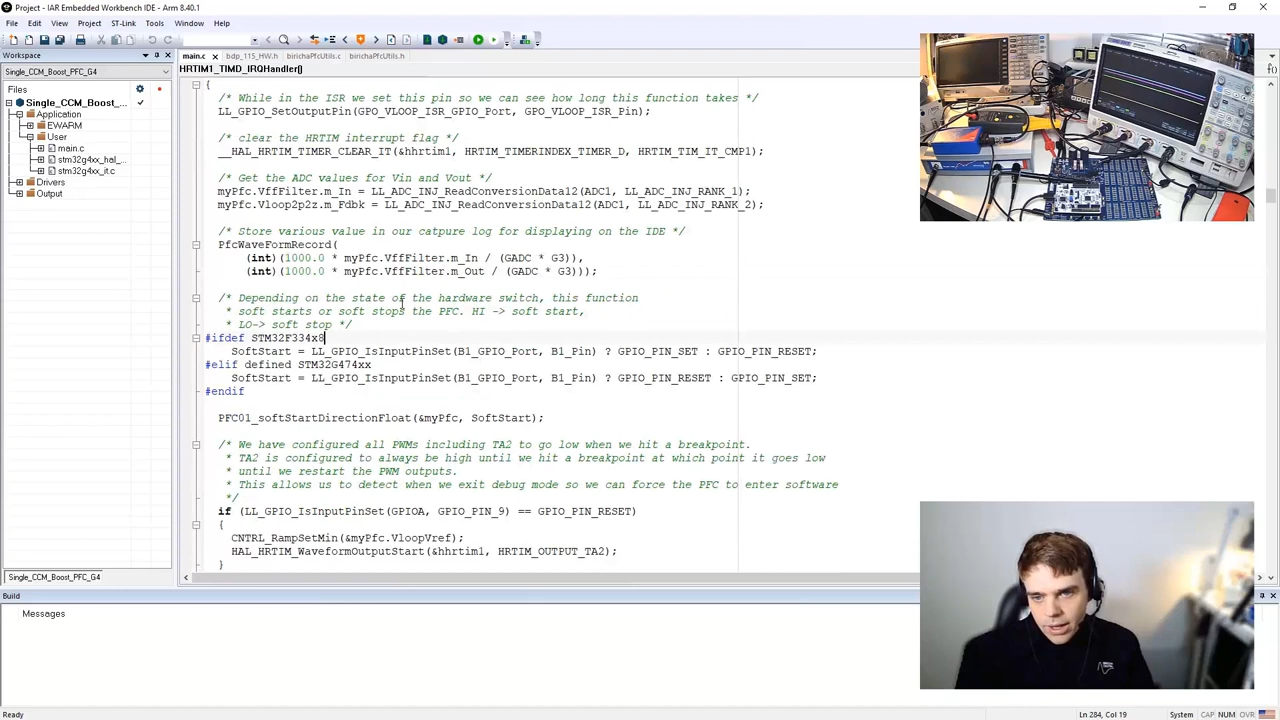 Project - IAR Embedded Workbench IDE - Arm 8.40.1
File Edit View Project ST-Link Tools Window Help
Workspace
Single_CCM_Boost_PFC_G4
Files
Single_CCM_Boost_...
Application
EWARM
User
main.c
stm32g4xx_hal_...
stm32g4xx_it.c
Drivers
Output
Single_CCM_Boost_PFC_G4
main.c bdp_115_HW.h birichaPfcUtils.c birichaPfcUtils.h
HRTIM1_TIMD_IRQHandler() f()
{
/* While in the ISR we set this pin so we can see how long this function takes */
LL_GPIO_SetOutputPin(GPO_VLOOP_ISR_GPIO_Port, GPO_VLOOP_ISR_Pin);
/* clear the HRTIM interrupt flag */
__HAL_HRTIM_TIMER_CLEAR_IT(&hhrtim1, HRTIM_TIMERINDEX_TIMER_D, HRTIM_TIM_IT_CMP1);
/* Get the ADC values for Vin and Vout */
myPfc.VffFilter.m_In = LL_ADC_INJ_ReadConversionData12(ADC1, LL_ADC_INJ_RANK_1);
myPfc.Vloop2p2z.m_Fdbk = LL_ADC_INJ_ReadConversionData12(ADC1, LL_ADC_INJ_RANK_2);
/* Store various value in our catpure log for displaying on the IDE */
PfcWaveFormRecord(
(int)(1000.0 * myPfc.VffFilter.m_In / (GADC * G3)),
(int)(1000.0 * myPfc.VffFilter.m_Out / (GADC * G3)));
/* Depending on the state of the hardware switch, this function
* soft starts or soft stops the PFC. HI -> soft start,
* LO-> soft stop */
#ifdef STM32F334x8
SoftStart = LL_GPIO_IsInputPinSet(B1_GPIO_Port, B1_Pin) ? GPIO_PIN_SET : GPIO_PIN_RESET;
#elif defined STM32G474xx
SoftStart = LL_GPIO_IsInputPinSet(B1_GPIO_Port, B1_Pin) ? GPIO_PIN_RESET : GPIO_PIN_SET;
#endif
PFC01_softStartDirectionFloat(&myPfc, SoftStart);
/* We have configured all PWMs including TA2 to go low when we hit a breakpoint.
* TA2 is configured to always be high until we hit a breakpoint at which point it goes low
* until we restart the PWM outputs.
* This allows us to detect when we exit debug mode so we can force the PFC to enter software
*/
if (LL_GPIO_IsInputPinSet(GPIOA, GPIO_PIN_9) == GPIO_PIN_RESET)
{
CNTRL_RampSetMin(&myPfc.VloopVref);
HAL_HRTIM_WaveformOutputStart(&hhrtim1, HRTIM_OUTPUT_TA2);
}
Build
Messages
Ready Ln 284, Col 19 System CAP NUM OVR